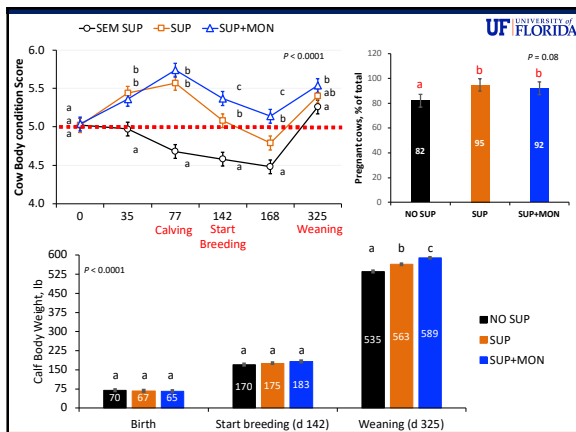 SEM SUP SUP SUP+MON
UF UNIVERSITY of FLORIDA
Cow Body condition Score
6.0
5.5
5.0
4.5
4.0
P < 0.0001
a
a
a
b
b
a
b
b
a
c
b
a
c
b
a
b
ab
a
0 35 77 142 168 325
Calving Start Breeding Weaning
Pregnant cows, % of total
120
100
80
60
40
20
0
P = 0.08
a b b
82 95 92
NO SUP SUP SUP+MON
Calf Body Weight, lb
600
525
450
375
300
225
150
75
0
P < 0.0001
a a a
70 67 65
a a a
170 175 183
a b c
535 563 589
Birth Start breeding (d 142) Weaning (d 325)
NO SUP
SUP
SUP+MON